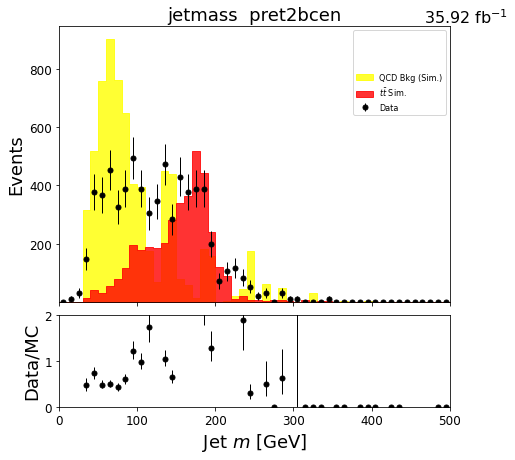 jetmass pret2bcen
35.92 fb⁻¹
Events
800
600
400
200
QCD Bkg (Sim.)
tt̄ Sim.
Data
Data/MC
2
1
0
0 100 200 300 400 500
Jet m [GeV]